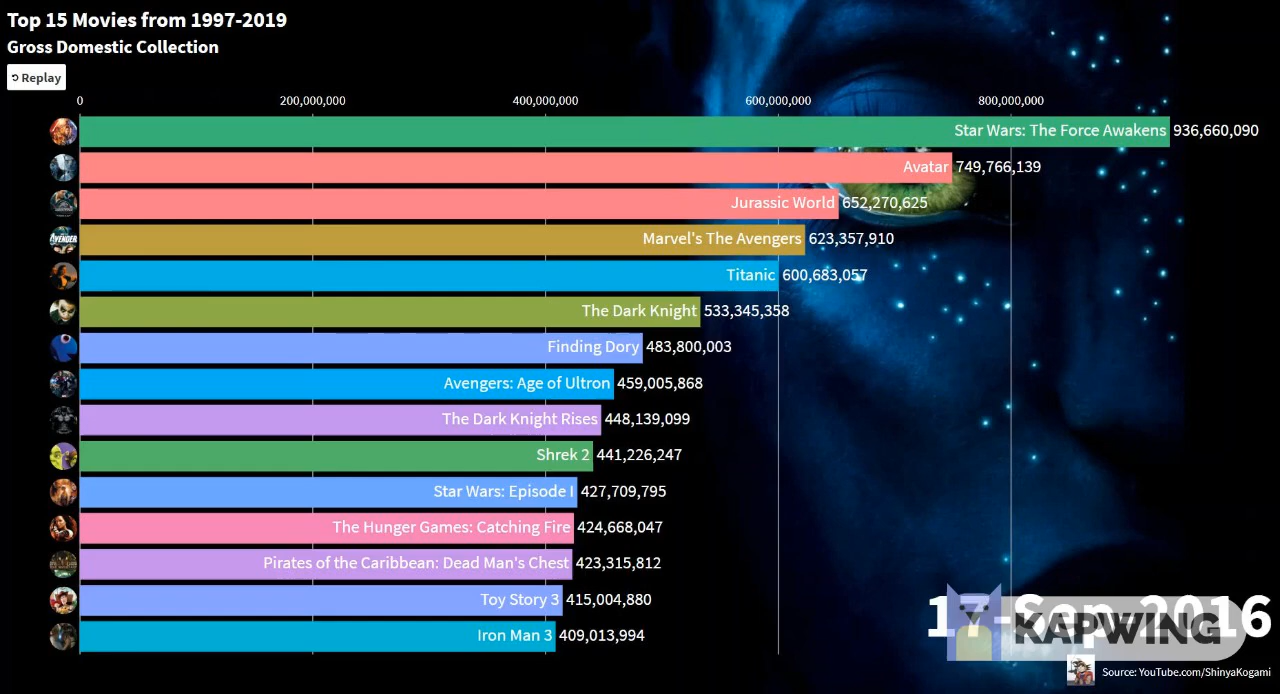 Top 15 Movies from 1997-2019
Gross Domestic Collection
Replay
0 200,000,000 400,000,000 600,000,000 800,000,000
Star Wars: The Force Awakens 936,660,090
Avatar 749,766,139
Jurassic World 652,270,625
AVENGERS Marvel's The Avengers 623,357,910
Titanic 600,683,057
The Dark Knight 533,345,358
Finding Dory 483,800,003
Avengers: Age of Ultron 459,005,868
The Dark Knight Rises 448,139,099
Shrek 2 441,226,247
Star Wars: Episode I 427,709,795
The Hunger Games: Catching Fire 424,668,047
Pirates of the Caribbean: Dead Man's Chest 423,315,812
Toy Story 3 415,004,880
Iron Man 3 409,013,994
17-Sep-2016
KAPWING
Source: YouTube.com/ShinyaKogami